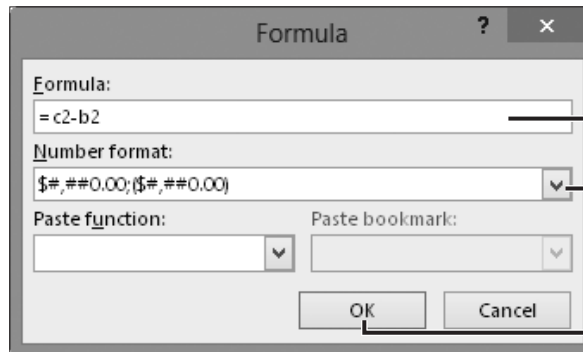 Formula ? ×
Formula:
= c2-b2
Number format:
$#,##0.00;($#,##0.00)
Paste function: Paste bookmark:
OK Cancel